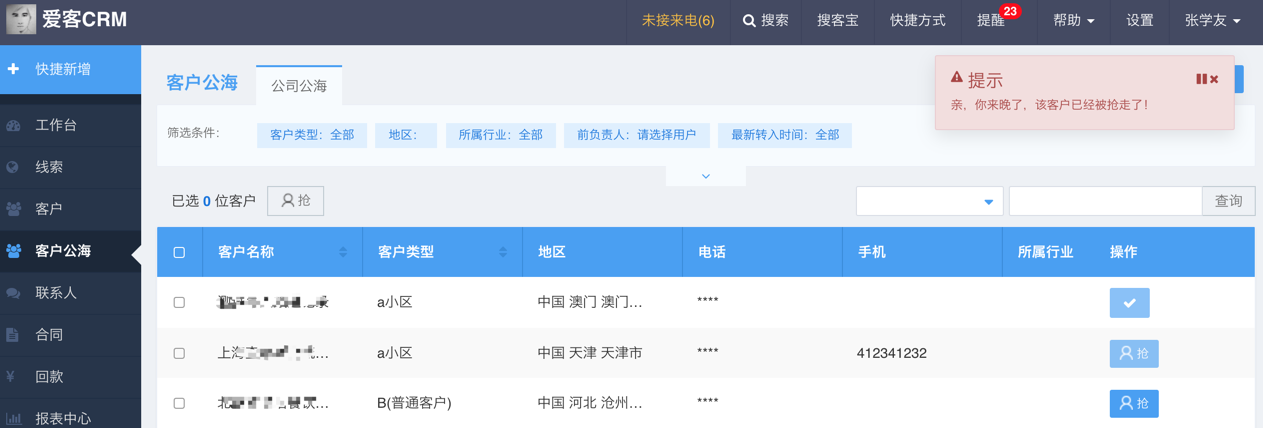 爱客CRM
未接来电(6)
搜索
搜客宝
快捷方式
提醒
23
帮助
设置
张学友
快捷新增
工作台
线索
客户
客户公海
联系人
合同
回款
报表中心
客户公海
公司公海
提示
亲，你来晚了，该客户已经被抢走了！
筛选条件：
客户类型：全部
地区：
所属行业：全部
前负责人：请选择用户
最新转入时间：全部
已选 0 位客户
抢
查询
客户名称
客户类型
地区
电话
手机
所属行业
操作
a小区
中国 澳门 澳门…
****
上海
…
a小区
中国 天津 天津市
****
412341232
抢
…
B(普通客户)
中国 河北 沧州…
****
抢